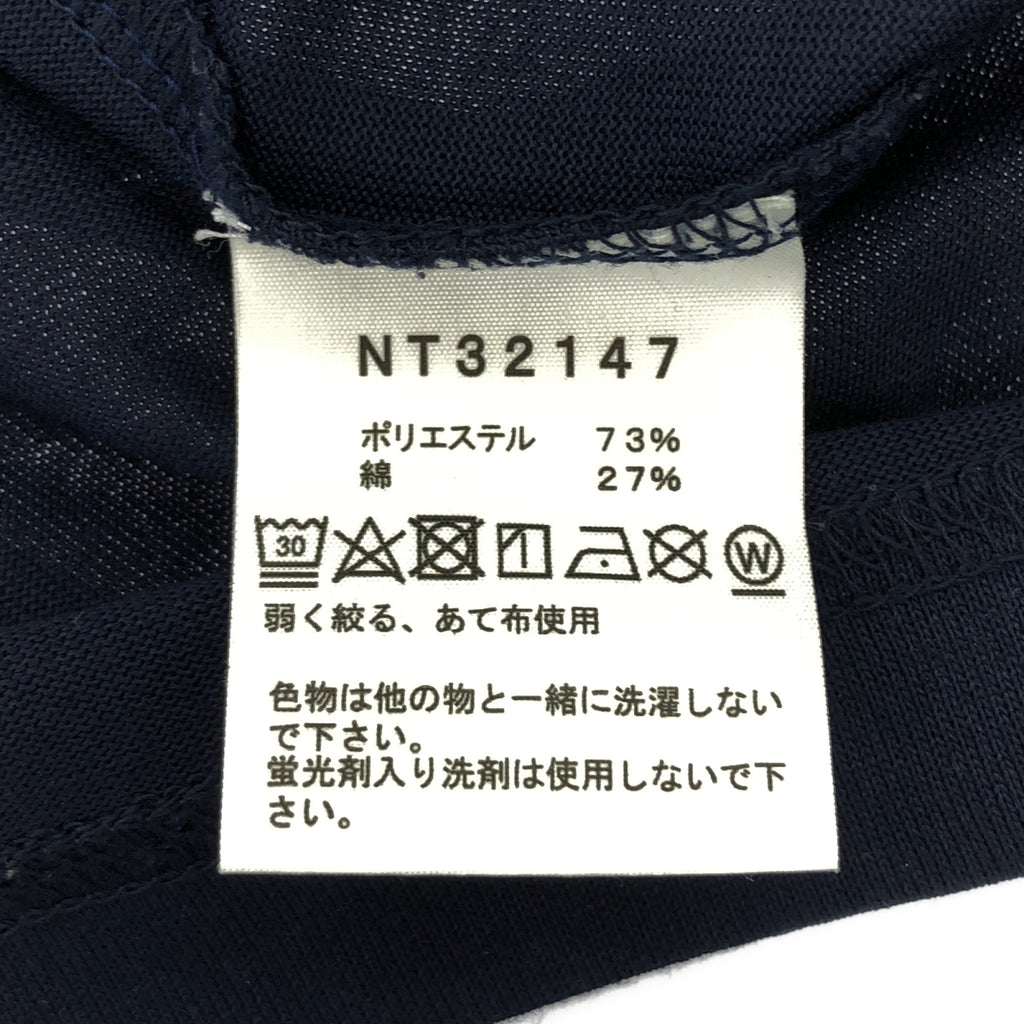 NT32147
ポリエステル 73%
綿 27%
30 W
弱く絞る、あて布使用
色物は他の物と一緒に洗濯しない
で下さい。
蛍光剤入り洗剤は使用しないで下
さい。